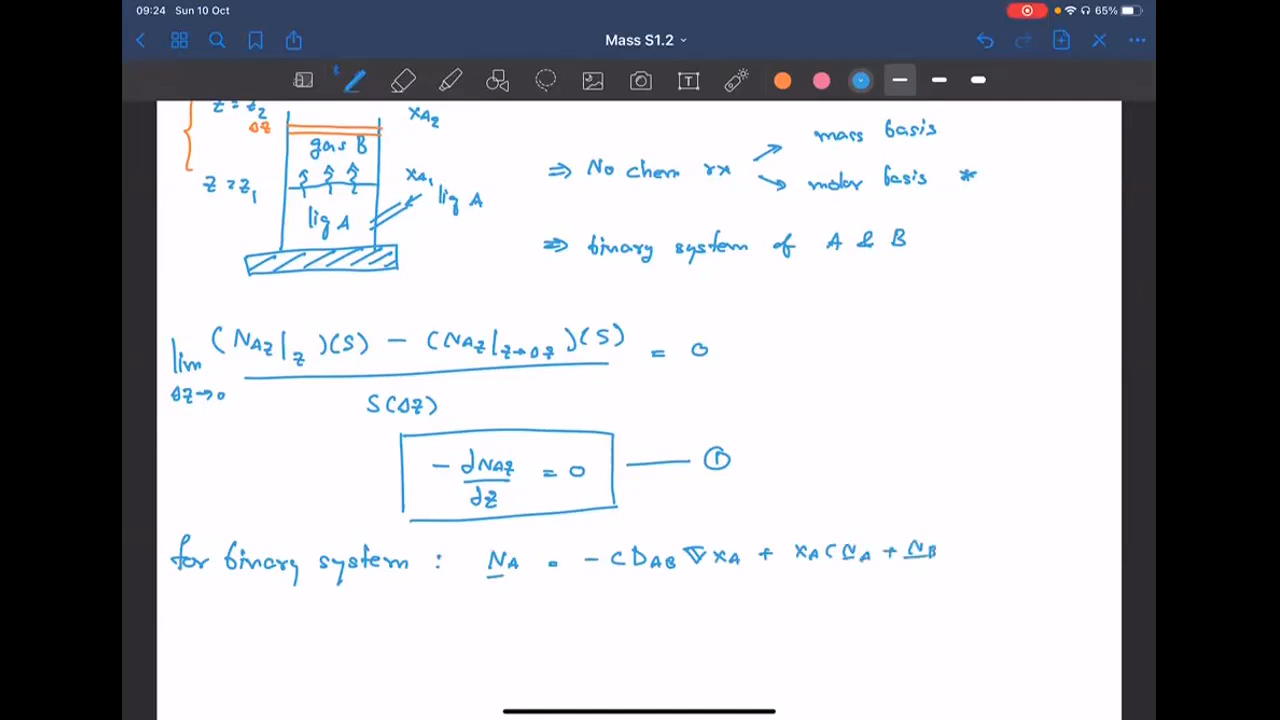 09:24 Sun 10 Oct
65%
Mass S1.2
T
z = z₂
Δz
xA₂
gas B
z = z₁
xA₁
liq A
liq A
⇒ No chem rx
mass basis
molar basis *
⇒ binary system of A & B
lim Δz→0 (NAz|z)(S) − (NAz|z→Δz)(S) / S(Δz) = 0
− dNAz/dz = 0 —— ①
for binary system : NA = − C DAB ∇xA + xA (NA + NB